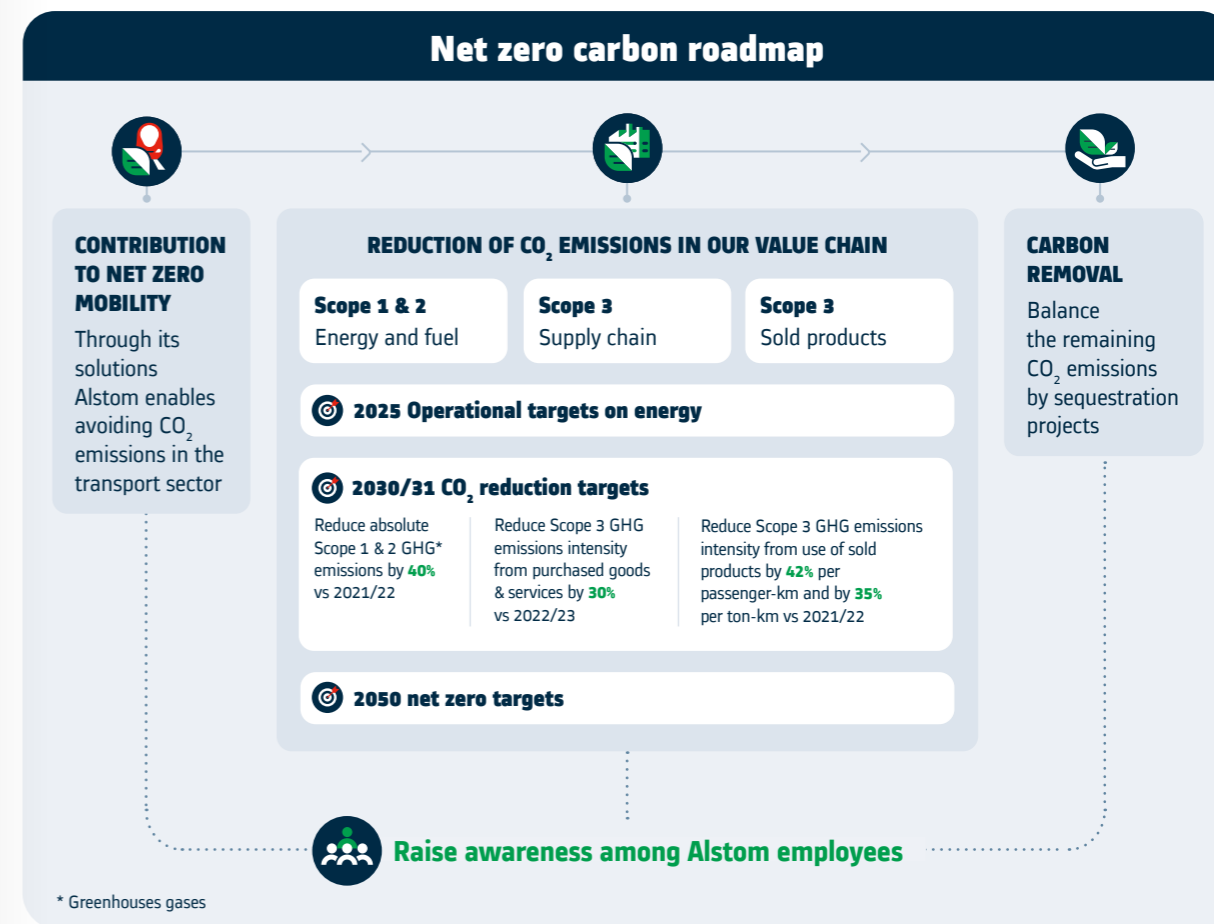 Net zero carbon roadmap
CONTRIBUTION
TO NET ZERO
MOBILITY
Through its
solutions
Alstom enables
avoiding CO₂
emissions in the
transport sector
REDUCTION OF CO₂ EMISSIONS IN OUR VALUE CHAIN
Scope 1 & 2
Energy and fuel
Scope 3
Supply chain
Scope 3
Sold products
2025 Operational targets on energy
2030/31 CO₂ reduction targets
Reduce absolute
Scope 1 & 2 GHG*
emissions by 40%
vs 2021/22
Reduce Scope 3 GHG
emissions intensity
from purchased goods
& services by 30%
vs 2022/23
Reduce Scope 3 GHG emissions
intensity from use of sold
products by 42% per
passenger-km and by 35%
per ton-km vs 2021/22
2050 net zero targets
CARBON
REMOVAL
Balance
the remaining
CO₂ emissions
by sequestration
projects
Raise awareness among Alstom employees
* Greenhouses gases